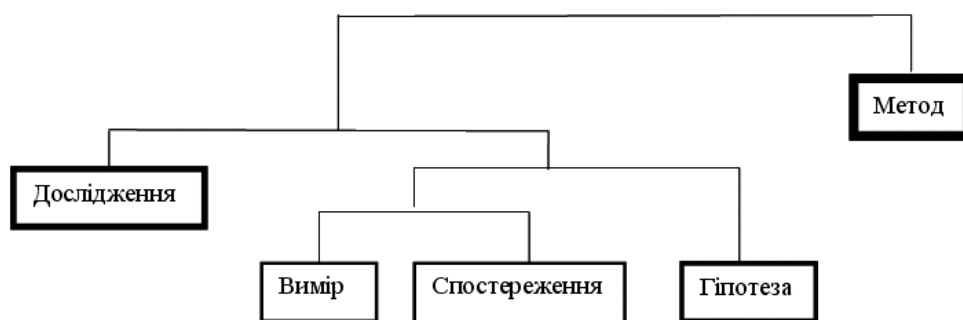 Метод
Дослідження
Вимір
Спостереження
Гіпотеза